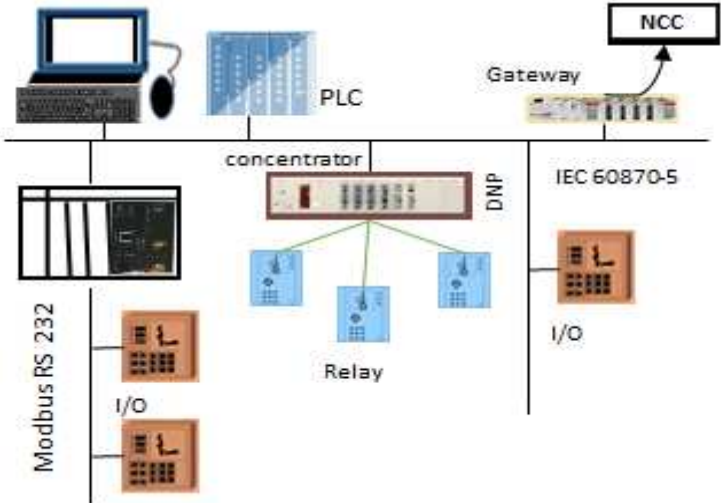 NCC
Gateway
PLC
concentrator
DNP
IEC 60870-5
Modbus RS 232
I/O
Relay
I/O